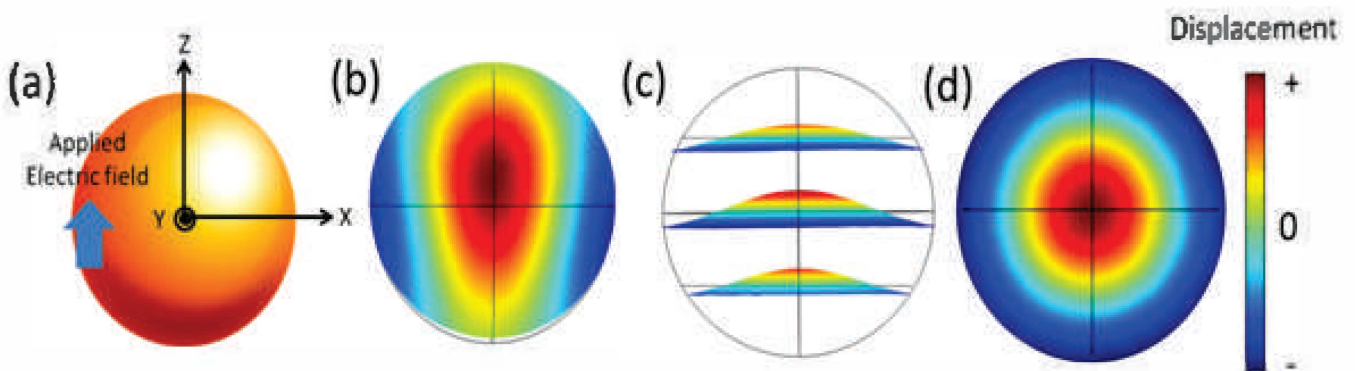 Displacement
(a)
Z
(b)
(c)
(d)
+
Applied
Electric field
Y
X
0
-